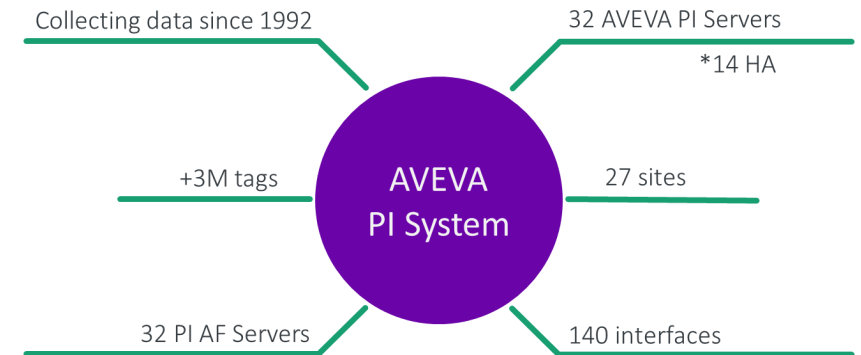 Collecting data since 1992
32 AVEVA PI Servers
*14 HA
+3M tags
AVEVA
PI System
27 sites
32 PI AF Servers
140 interfaces